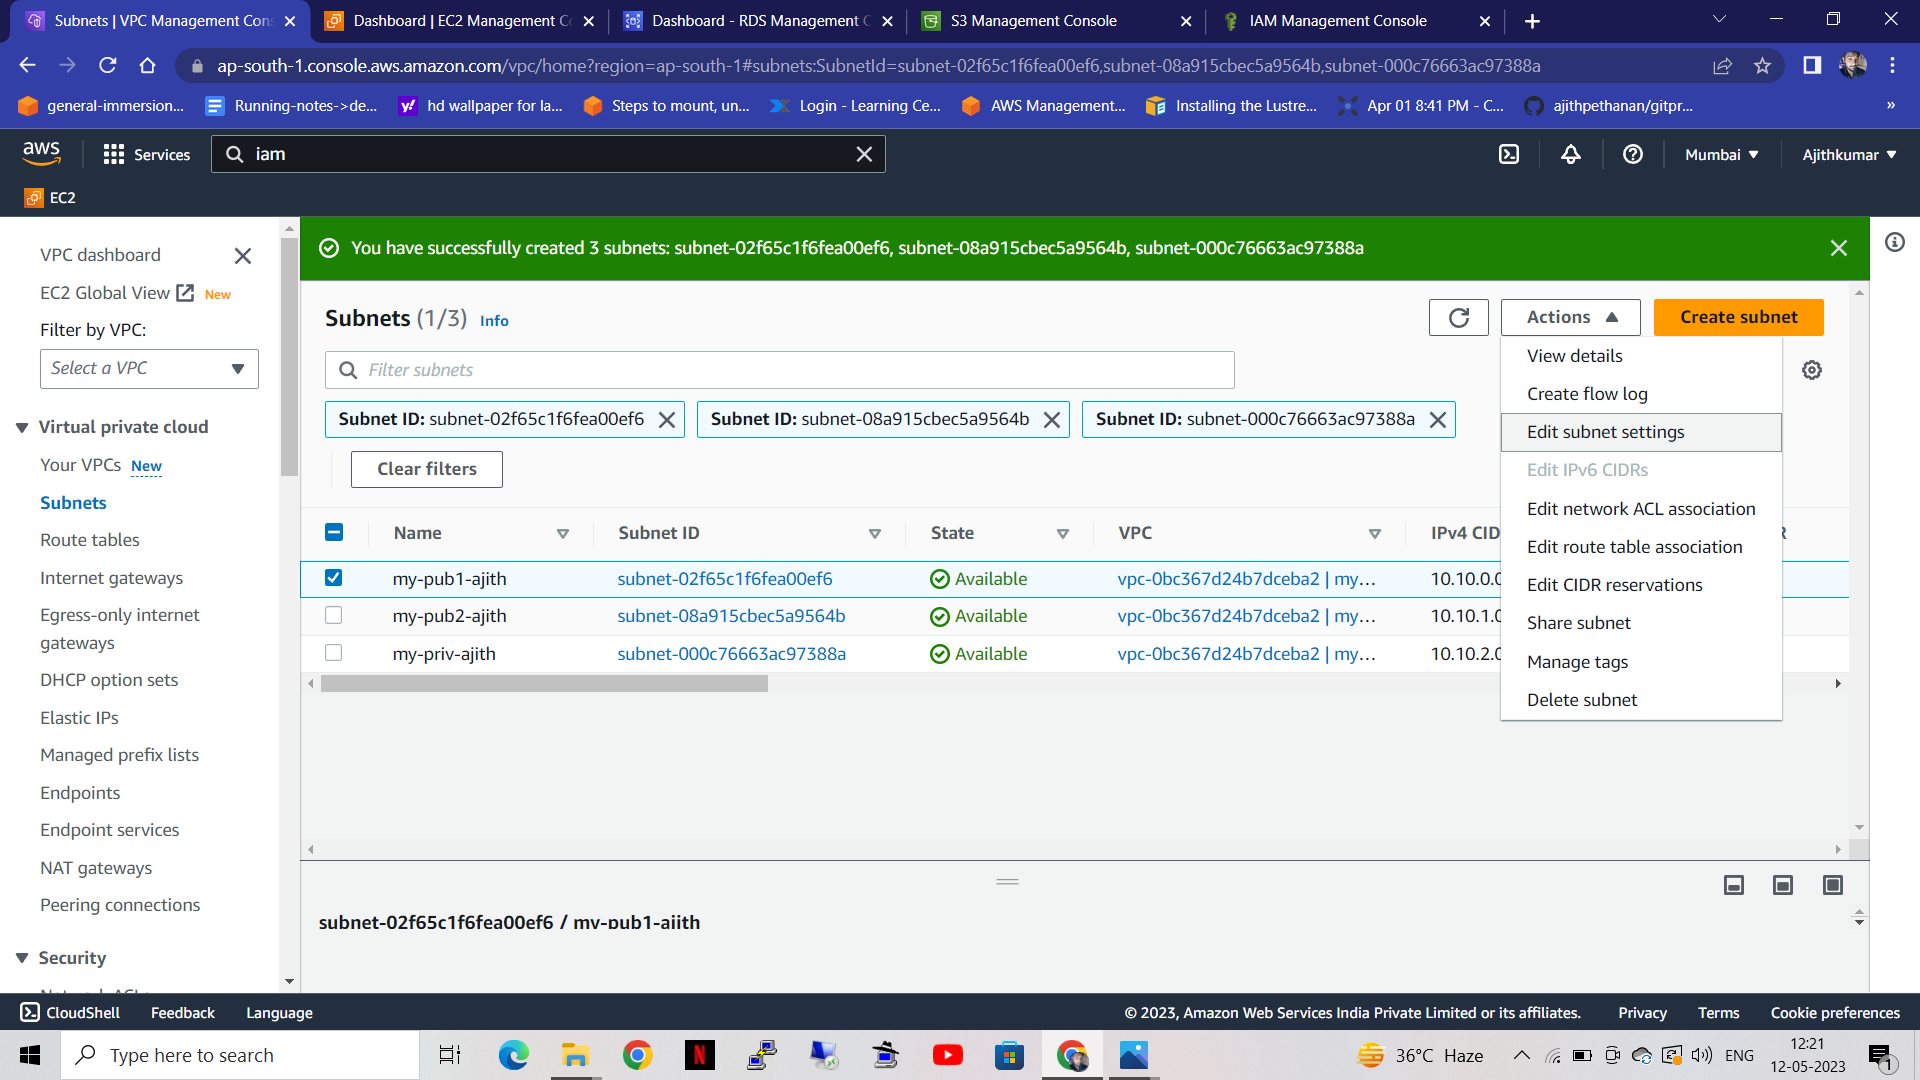 Subnets | VPC Management Con
Dashboard | EC2 Management C
Dashboard - RDS Management C
S3 Management Console
IAM Management Console
ap-south-1.console.aws.amazon.com/vpc/home?region=ap-south-1#subnets:SubnetId=subnet-02f65c1f6fea00ef6,subnet-08a915cbec5a9564b,subnet-000c76663ac97388a
general-immersion...
Running-notes->de...
hd wallpaper for la...
Steps to mount, un...
Login - Learning Ce...
AWS Management...
Installing the Lustre...
Apr 01 8:41 PM - C...
ajithpethanan/gitpr...
»
aws
Services
iam
Mumbai
Ajithkumar
EC2
VPC dashboard
EC2 Global View New
Filter by VPC:
Select a VPC
Virtual private cloud
Your VPCs New
Subnets
Route tables
Internet gateways
Egress-only internet
gateways
DHCP option sets
Elastic IPs
Managed prefix lists
Endpoints
Endpoint services
NAT gateways
Peering connections
Security
You have successfully created 3 subnets: subnet-02f65c1f6fea00ef6, subnet-08a915cbec5a9564b, subnet-000c76663ac97388a
Subnets (1/3) Info
Actions
Create subnet
Filter subnets
Subnet ID: subnet-02f65c1f6fea00ef6
Subnet ID: subnet-08a915cbec5a9564b
Subnet ID: subnet-000c76663ac97388a
Clear filters
View details
Create flow log
Edit subnet settings
Edit IPv6 CIDRs
Edit network ACL association
Edit route table association
Edit CIDR reservations
Share subnet
Manage tags
Delete subnet
Name Subnet ID State VPC IPv4 CID
my-pub1-ajith subnet-02f65c1f6fea00ef6 Available vpc-0bc367d24b7dceba2 | my... 10.10.0.0
my-pub2-ajith subnet-08a915cbec5a9564b Available vpc-0bc367d24b7dceba2 | my... 10.10.1.0
my-priv-ajith subnet-000c76663ac97388a Available vpc-0bc367d24b7dceba2 | my... 10.10.2.0
subnet-02f65c1f6fea00ef6 / my-pub1-ajith
CloudShell Feedback Language
© 2023, Amazon Web Services India Private Limited or its affiliates. Privacy Terms Cookie preferences
Type here to search
36°C Haze
ENG
12:21
12-05-2023
1